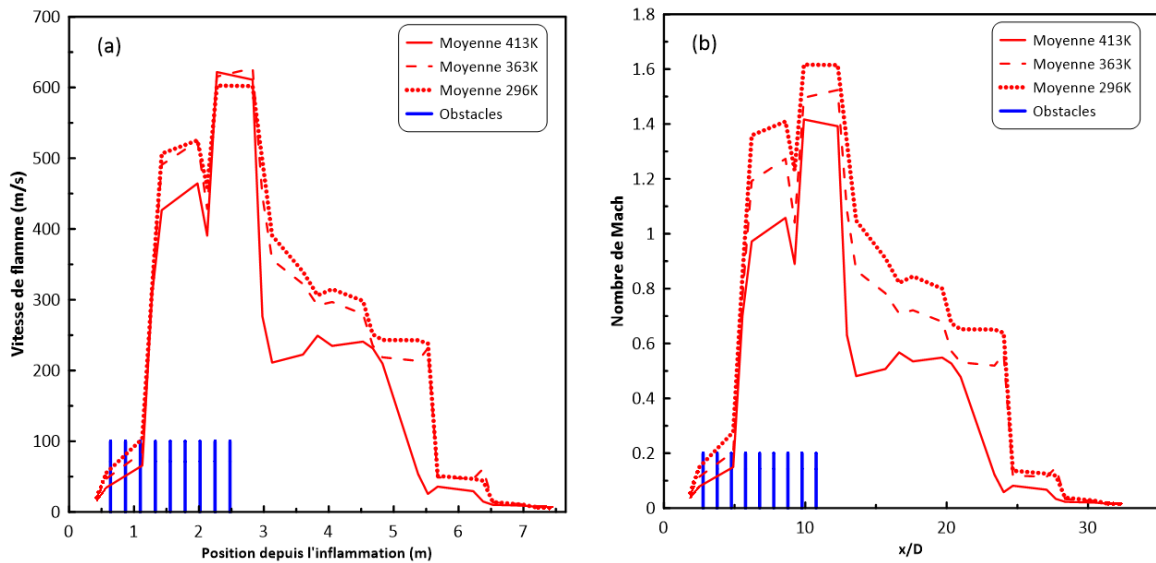 (a)
Moyenne 413K
Moyenne 363K
Moyenne 296K
Obstacles
Vitesse de flamme (m/s)
700
600
500
400
300
200
100
0
0 1 2 3 4 5 6 7
Position depuis l'inflammation (m)
(b)
Moyenne 413K
Moyenne 363K
Moyenne 296K
Obstacles
Nombre de Mach
1.8
1.6
1.4
1.2
1
0.8
0.6
0.4
0.2
0
0 10 20 30
x/D